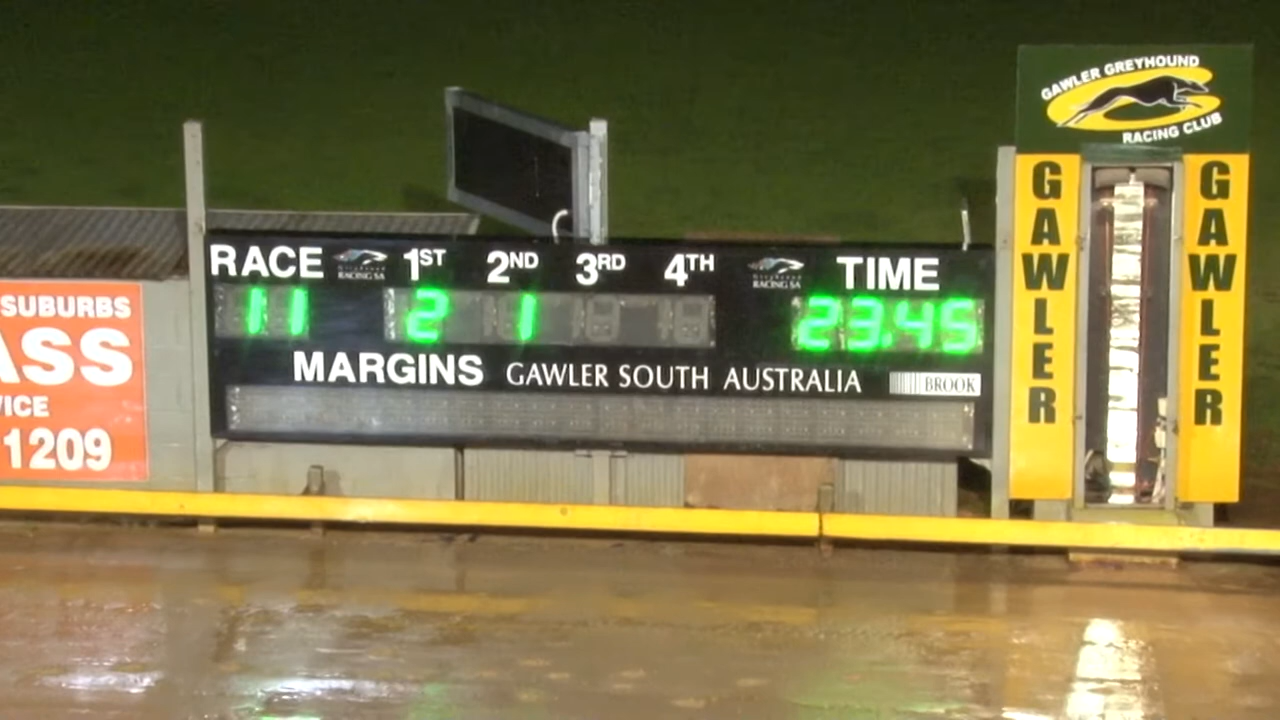 GAWLER GREYHOUND
RACING CLUB
GAWLER
GAWLER
RACE
RACING SA
1ST
2ND
3RD
4TH
RACING SA
TIME
11
2
1
23.45
MARGINS
GAWLER SOUTH AUSTRALIA
BROOK
SUBURBS
ASS
VICE
1209